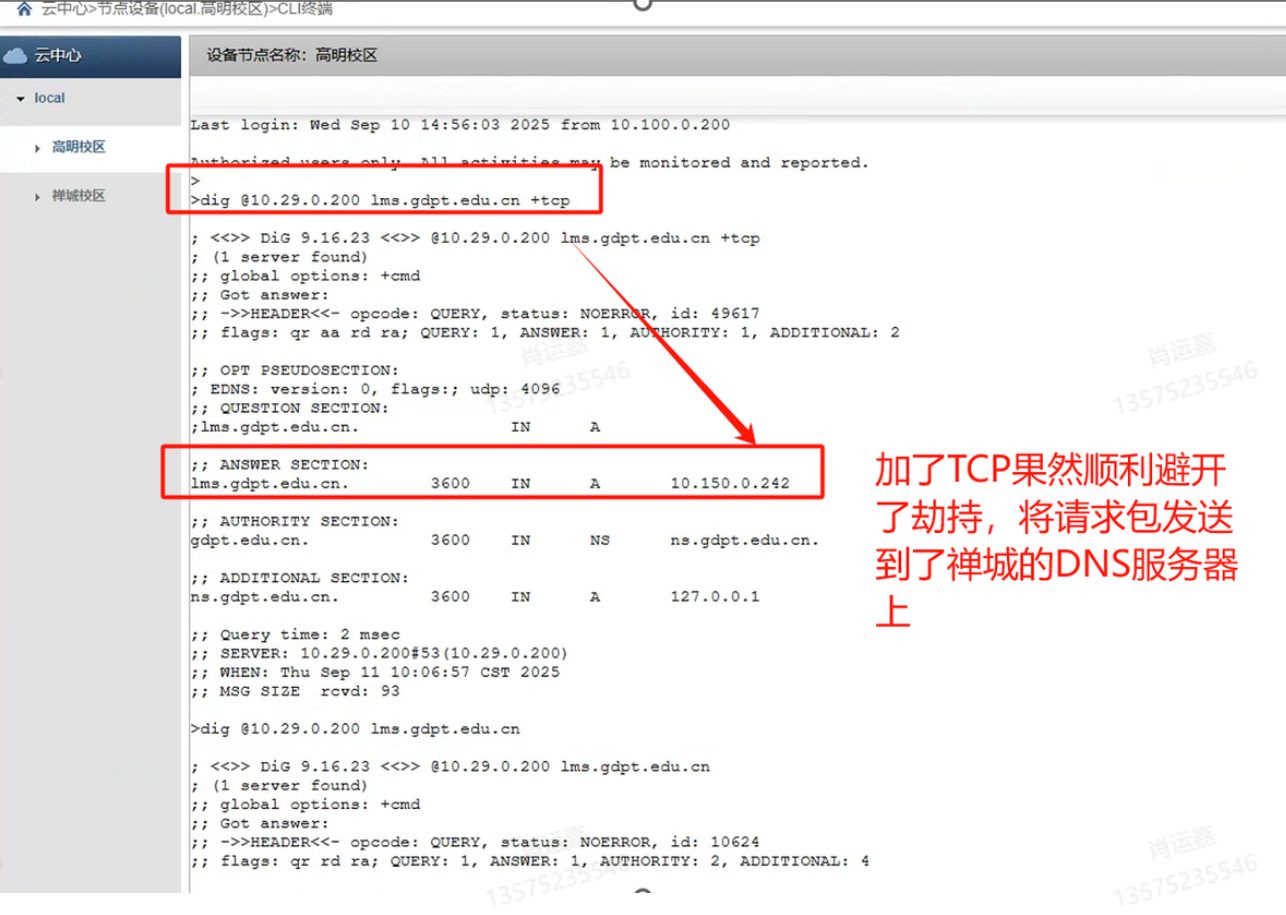 云中心>节点设备(local.高明校区)>CLI终端
云中心
设备节点名称：高明校区
local
高明校区
禅城校区
Last login: Wed Sep 10 14:56:03 2025 from 10.100.0.200
Authorized users only. All activities may be monitored and reported.
>
>dig @10.29.0.200 lms.gdpt.edu.cn +tcp
; <<>> DiG 9.16.23 <<>> @10.29.0.200 lms.gdpt.edu.cn +tcp
; (1 server found)
;; global options: +cmd
;; Got answer:
;; ->>HEADER<<- opcode: QUERY, status: NOERROR, id: 49617
;; flags: qr aa rd ra; QUERY: 1, ANSWER: 1, AUTHORITY: 1, ADDITIONAL: 2
;; OPT PSEUDOSECTION:
; EDNS: version: 0, flags:; udp: 4096
;; QUESTION SECTION:
;lms.gdpt.edu.cn. IN A
;; ANSWER SECTION:
lms.gdpt.edu.cn. 3600 IN A 10.150.0.242
加了TCP果然顺利避开
了劫持，将请求包发送
到了禅城的DNS服务器
上
;; AUTHORITY SECTION:
gdpt.edu.cn. 3600 IN NS ns.gdpt.edu.cn.
;; ADDITIONAL SECTION:
ns.gdpt.edu.cn. 3600 IN A 127.0.0.1
;; Query time: 2 msec
;; SERVER: 10.29.0.200#53(10.29.0.200)
;; WHEN: Thu Sep 11 10:06:57 CST 2025
;; MSG SIZE rcvd: 93
>dig @10.29.0.200 lms.gdpt.edu.cn
; <<>> DiG 9.16.23 <<>> @10.29.0.200 lms.gdpt.edu.cn
; (1 server found)
;; global options: +cmd
;; Got answer:
;; ->>HEADER<<- opcode: QUERY, status: NOERROR, id: 10624
;; flags: qr rd ra; QUERY: 1, ANSWER: 1, AUTHORITY: 2, ADDITIONAL: 4
肖运嘉
13575235546
肖运嘉
13575235546
肖运嘉
13575235546
肖运嘉
13575235546